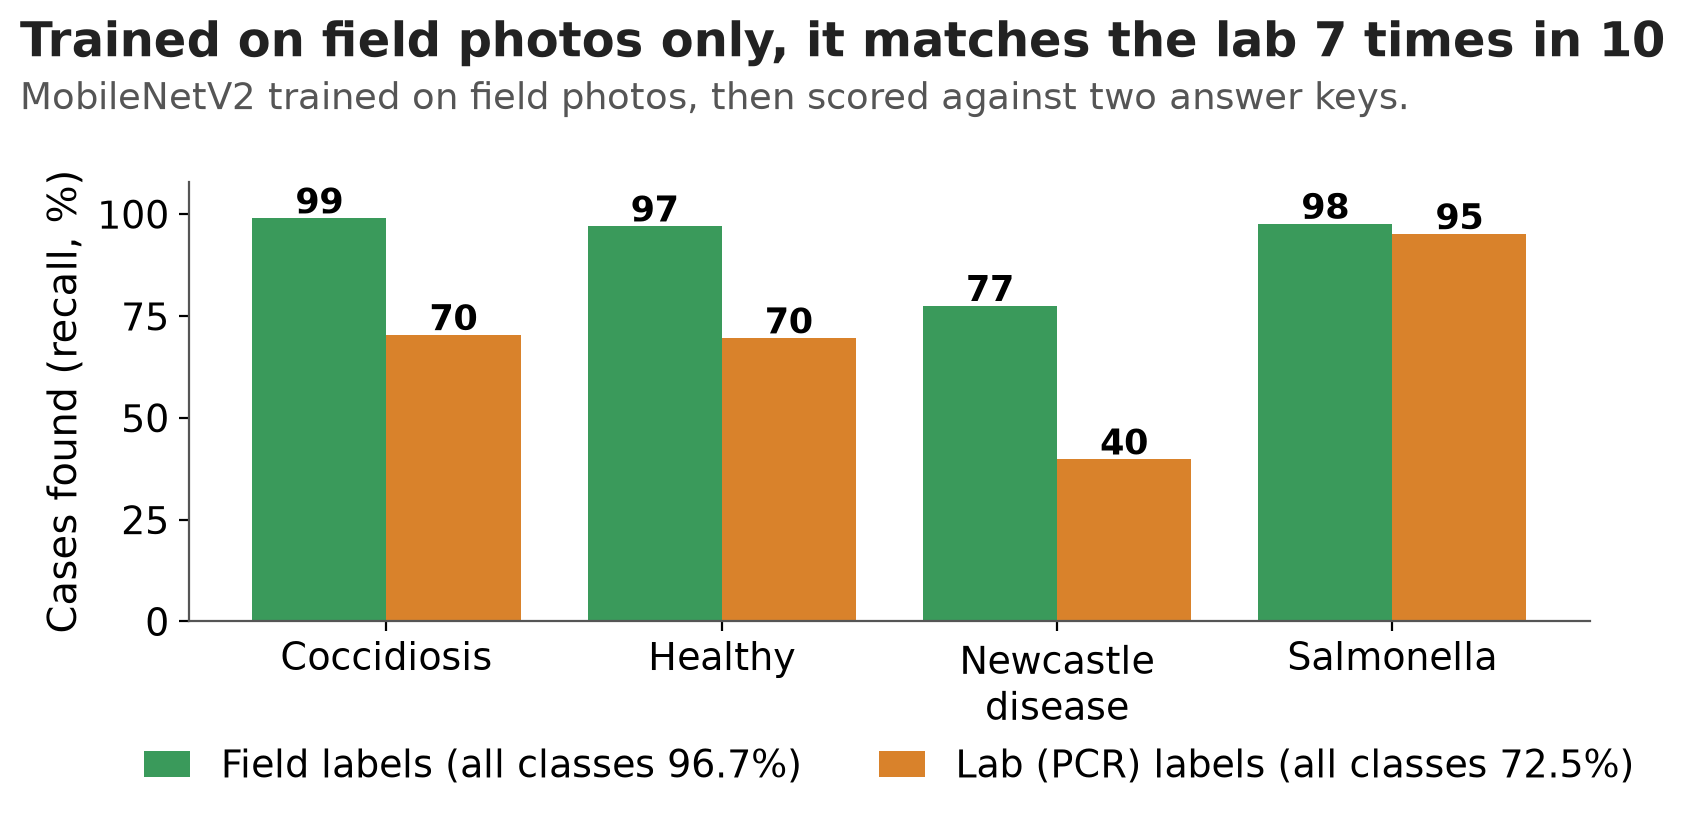 Trained on field photos only, it matches the lab 7 times in 10
MobileNetV2 trained on field photos, then scored against two answer keys.
Cases found (recall, %)
100
75
50
25
0
99
70
97
70
77
40
98
95
Coccidiosis
Healthy
Newcastle
disease
Salmonella
Field labels (all classes 96.7%)
Lab (PCR) labels (all classes 72.5%)